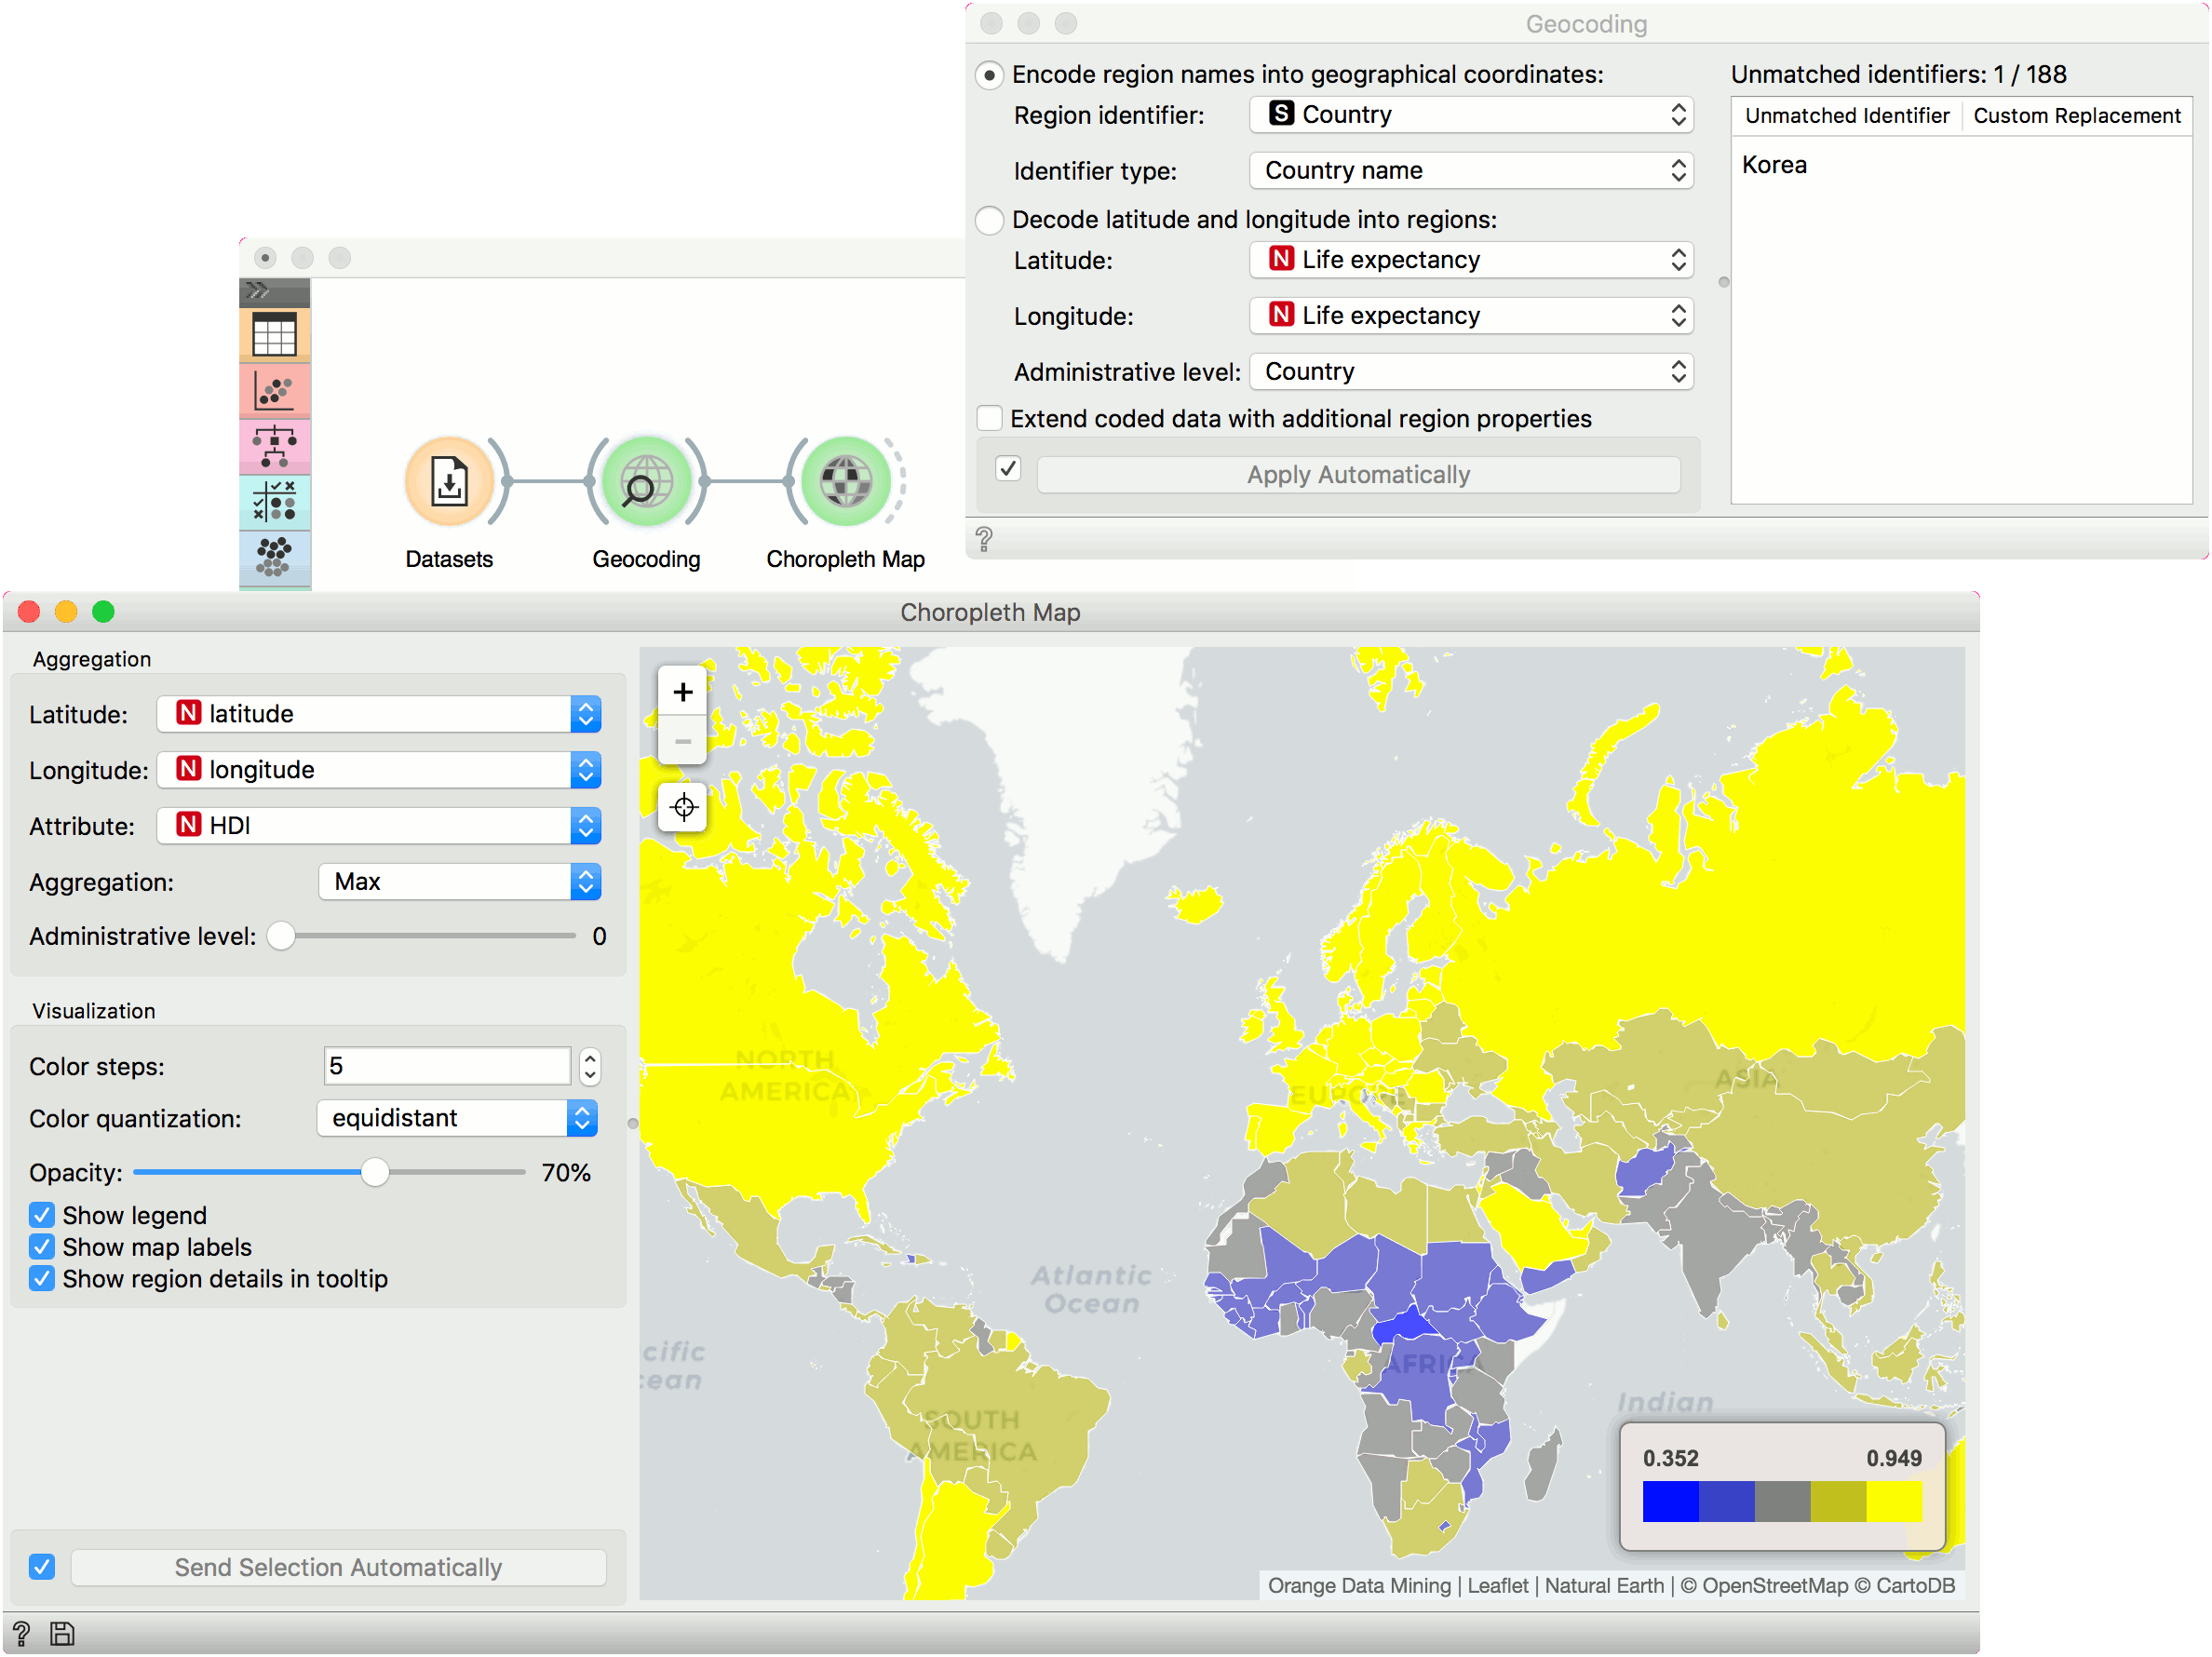 Geocoding
Encode region names into geographical coordinates:
Region identifier: S Country
Identifier type: Country name
Decode latitude and longitude into regions:
Latitude: N Life expectancy
Longitude: N Life expectancy
Administrative level: Country
Extend coded data with additional region properties
Apply Automatically
?
Unmatched identifiers: 1 / 188
Unmatched Identifier Custom Replacement
Korea
Datasets Geocoding Choropleth Map
Choropleth Map
Aggregation
Latitude: N latitude
Longitude: N longitude
Attribute: N HDI
Aggregation: Max
Administrative level: 0
Visualization
Color steps: 5
Color quantization: equidistant
Opacity: 70%
Show legend
Show map labels
Show region details in tooltip
Send Selection Automatically
?
+
−
NORTH
AMERICA
EUROPE
ASIA
Atlantic
Ocean
cific
cean
AFRICA
SOUTH
AMERICA
Indian
0.352 0.949
Orange Data Mining | Leaflet | Natural Earth | © OpenStreetMap © CartoDB